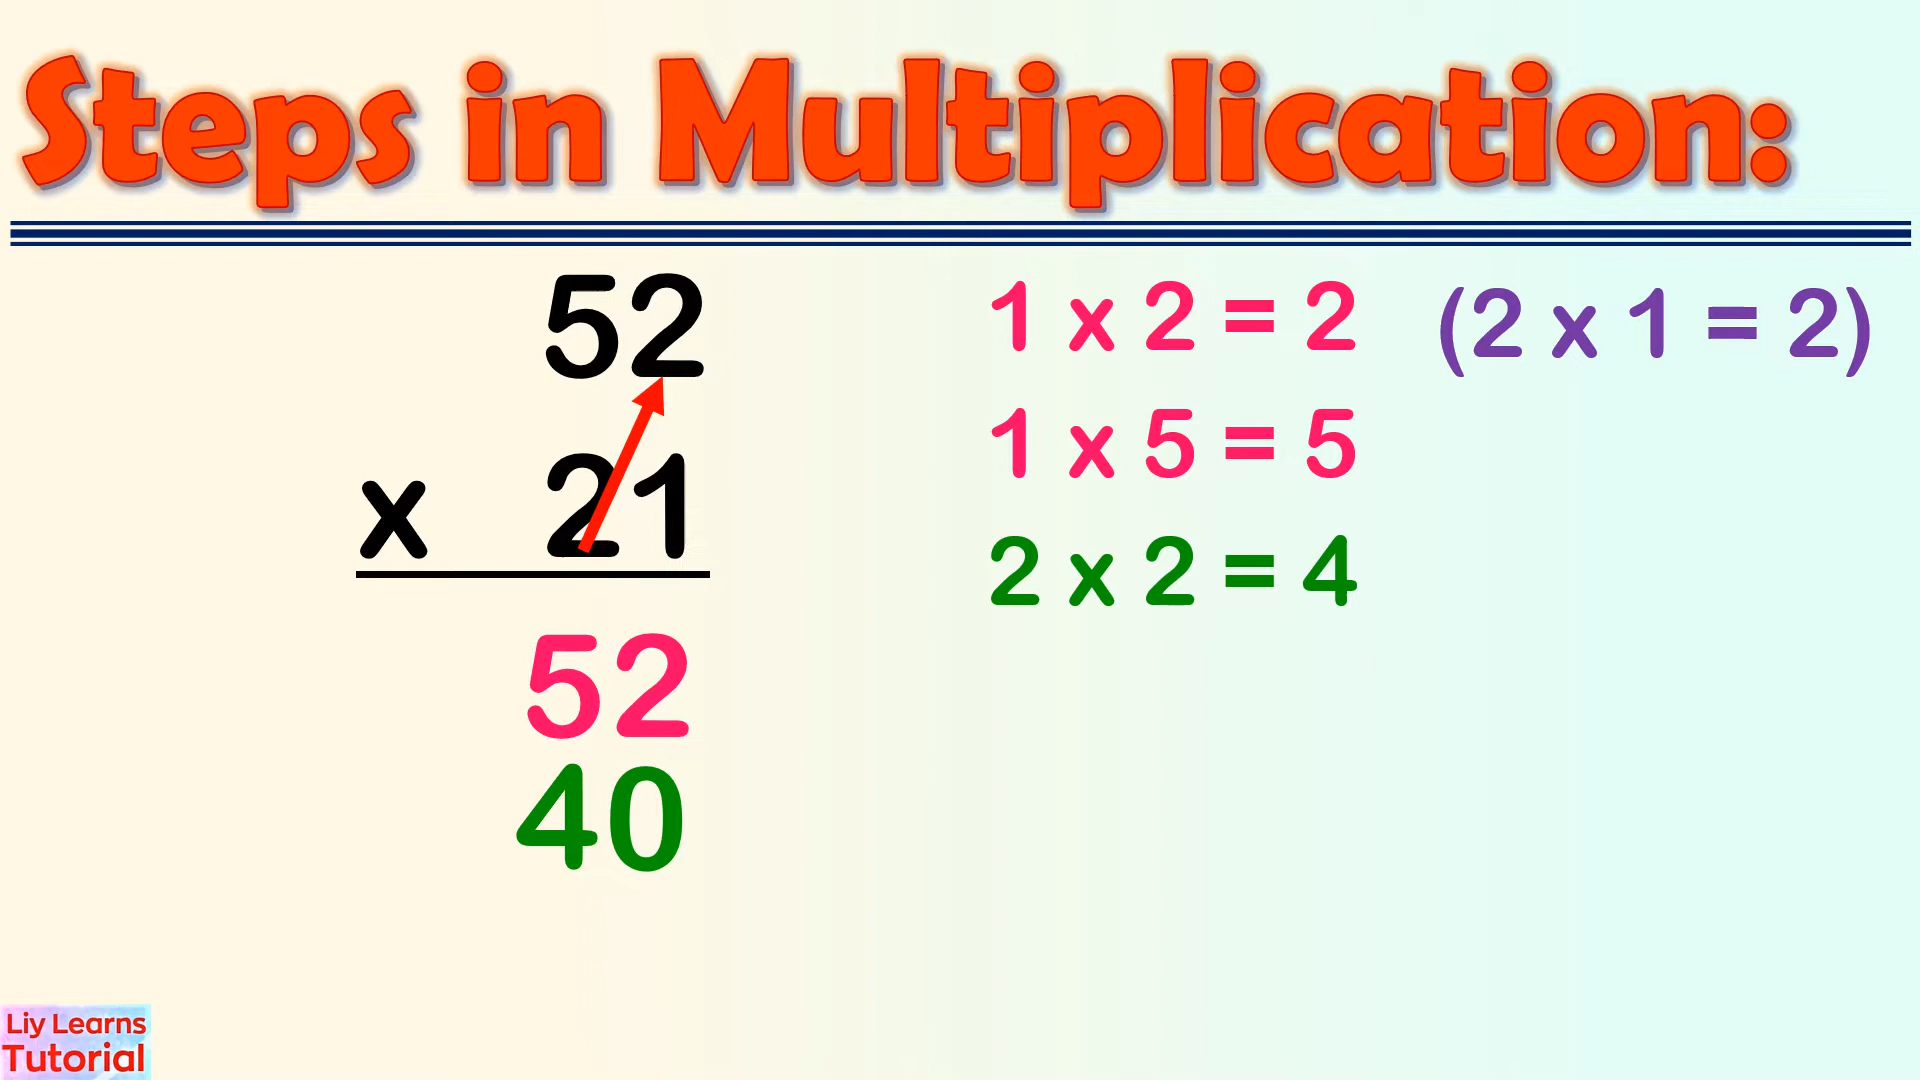 Steps in Multiplication:
52
x 21
52
40
1 x 2 = 2 (2 x 1 = 2)
1 x 5 = 5
2 x 2 = 4
Liy Learns
Tutorial